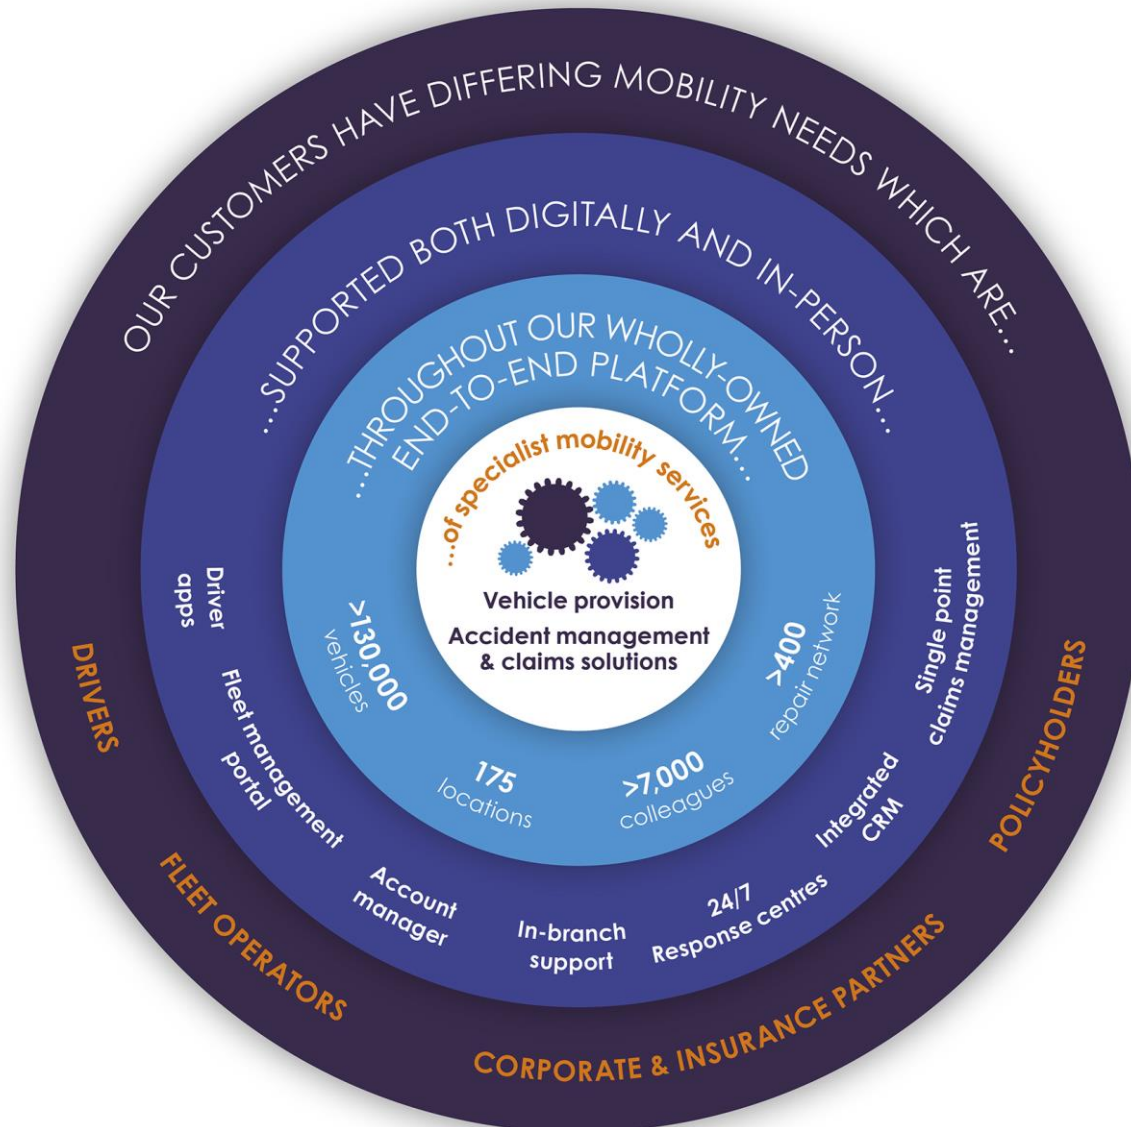 OUR CUSTOMERS HAVE DIFFERING MOBILITY NEEDS WHICH ARE...
...SUPPORTED BOTH DIGITALLY AND IN-PERSON...
....THROUGHOUT OUR WHOLLY-OWNED
END-TO-END PLATFORM...
...of specialist mobility services
Vehicle provision
Accident management
& claims solutions
>130,000
vehicles
175
locations
>7,000
colleagues
>400
repair network
Driver
apps
Fleet management
portal
Account
manager
In-branch
support
24/7
Response centres
Integrated
CRM
Single point
claims management
DRIVERS
FLEET OPERATORS
CORPORATE & INSURANCE PARTNERS
POLICYHOLDERS